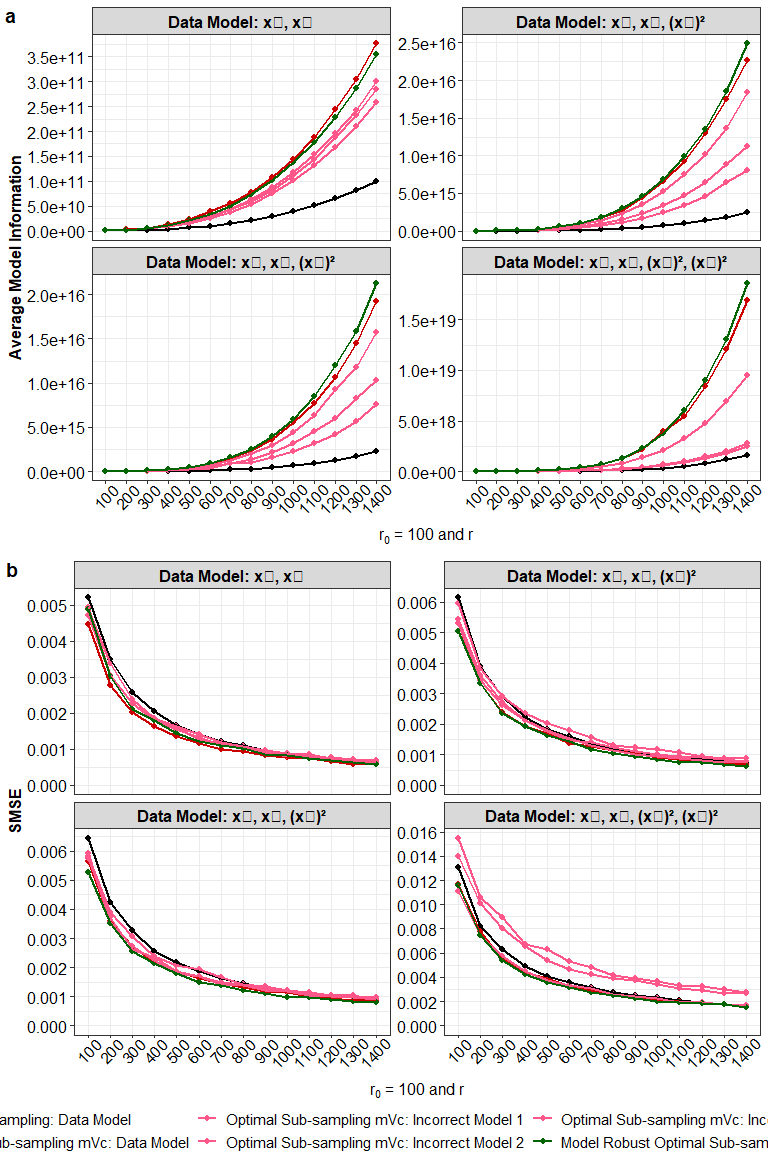 a
Data Model: x▯, x▯
Data Model: x▯, x▯, (x▯)²
Average Model Information
3.5e+11
3.0e+11
2.5e+11
2.0e+11
1.5e+11
1.0e+11
5.0e+10
0.0e+00
2.5e+16
2.0e+16
1.5e+16
1.0e+16
5.0e+15
0.0e+00
Data Model: x▯, x▯, (x▯)²
Data Model: x▯, x▯, (x▯)², (x▯)²
2.0e+16
1.5e+16
1.0e+16
5.0e+15
0.0e+00
1.5e+19
5.0e+18
0.0e+00
100 200 300 400 500 600 700 800 900 1000 1100 1200 1300 1400
100 200 300 400 500 600 700 800 900 1000 1100 1200 1300 1400
r₀ = 100 and r
b
Data Model: x▯, x▯
Data Model: x▯, x▯, (x▯)²
SMSE
0.005
0.004
0.003
0.002
0.001
0.000
0.006
0.005
0.004
0.003
0.002
0.001
0.000
Data Model: x▯, x▯, (x▯)²
Data Model: x▯, x▯, (x▯)², (x▯)²
0.006
0.005
0.004
0.003
0.002
0.001
0.000
0.016
0.014
0.012
0.010
0.008
0.006
0.004
0.002
0.000
100 200 300 400 500 600 700 800 900 1000 1100 1200 1300 1400
100 200 300 400 500 600 700 800 900 1000 1100 1200 1300 1400
r₀ = 100 and r
ampling: Data Model
Optimal Sub-sampling mVc: Incorrect Model 1
Optimal Sub-sampling mVc: Inc
ub-sampling mVc: Data Model
Optimal Sub-sampling mVc: Incorrect Model 2
Model Robust Optimal Sub-sam